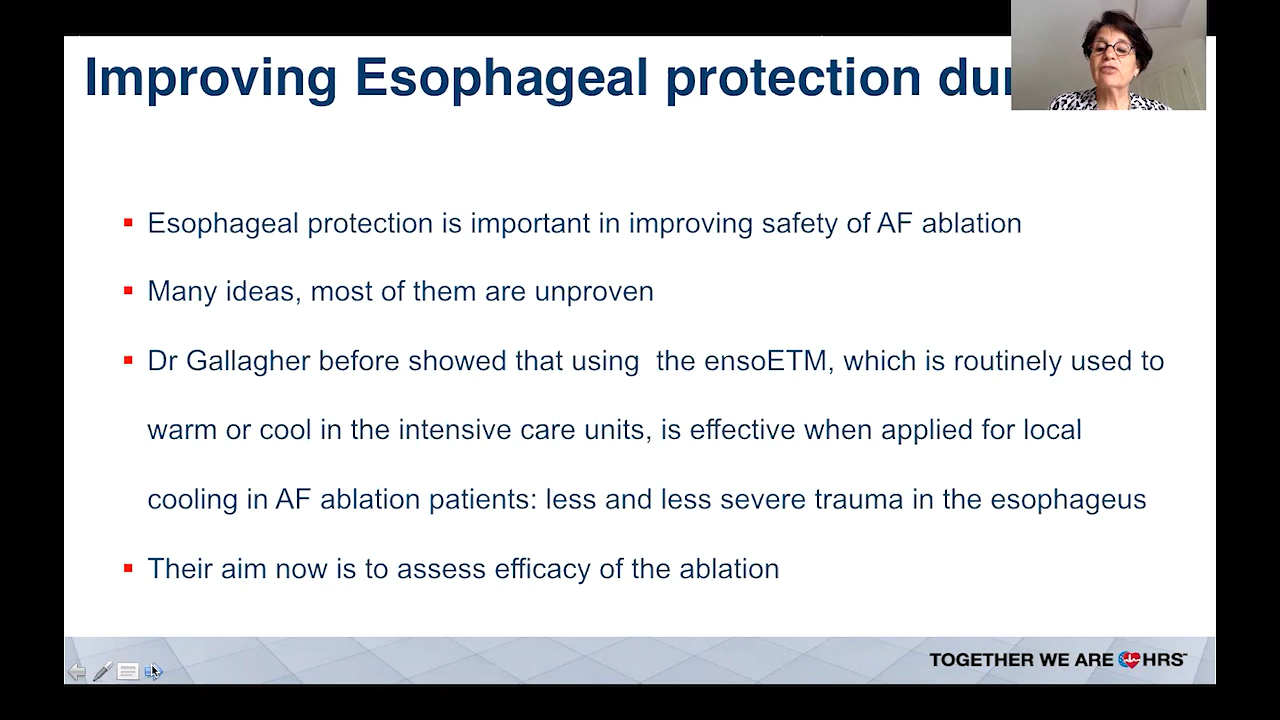 Improving Esophageal protection
Esophageal protection is important in improving safety of AF ablation
Many ideas, most of them are unproven
Dr Gallagher before showed that using the ensoETM, which is routinely used to
warm or cool in the intensive care units, is effective when applied for local
cooling in AF ablation patients: less and less severe trauma in the esophageus
Their aim now is to assess efficacy of the ablation
TOGETHER WE ARE HRS